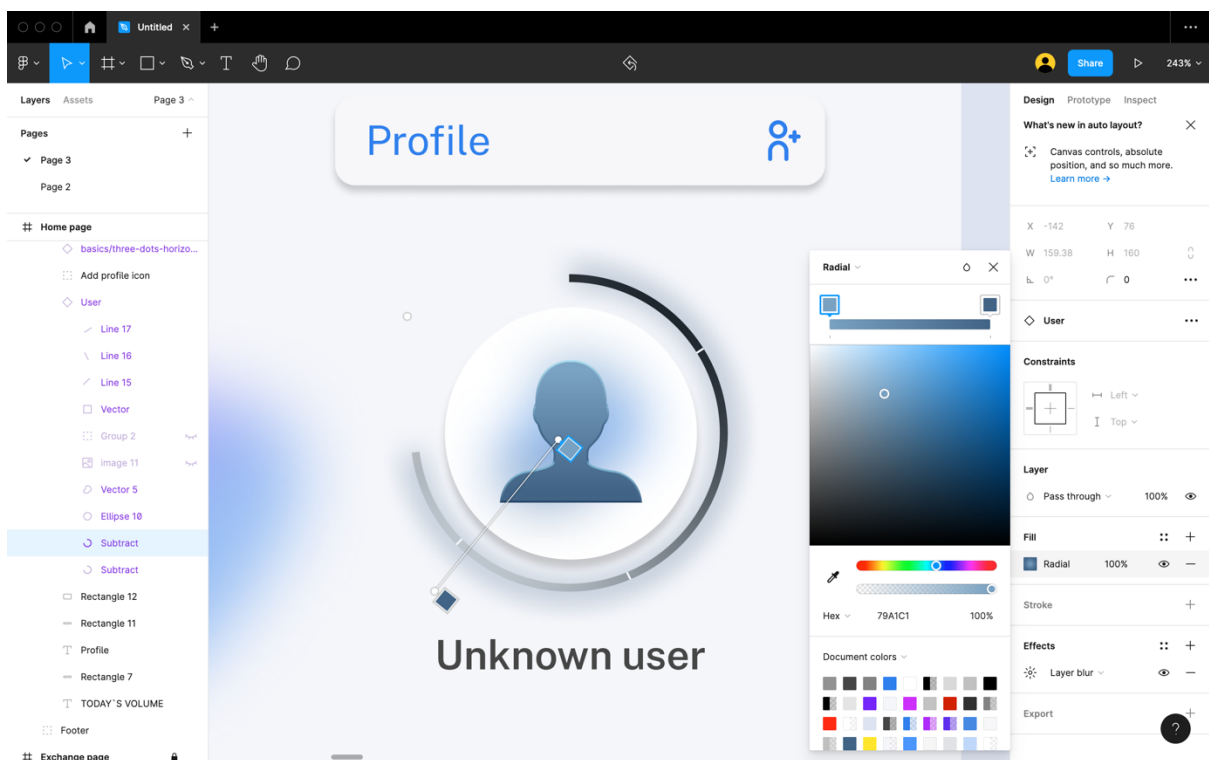 Untitled
Share
243%
Layers Assets Page 3
Pages
Page 3
Page 2
Home page
basics/three-dots-horizo...
Add profile icon
User
Line 17
Line 16
Line 15
Vector
Group 2
image 11
Vector 5
Ellipse 10
Subtract
Subtract
Rectangle 12
Rectangle 11
Profile
Rectangle 7
TODAY`S VOLUME
Footer
Exchange page
Profile
Unknown user
Radial
Hex 79A1C1 100%
Document colors
Design Prototype Inspect
What's new in auto layout?
Canvas controls, absolute
position, and so much more.
Learn more →
X -142 Y 76
W 159.38 H 160
0° 0
User
Constraints
Left
Top
Layer
Pass through 100%
Fill
Radial 100%
Stroke
Effects
Layer blur
Export
?